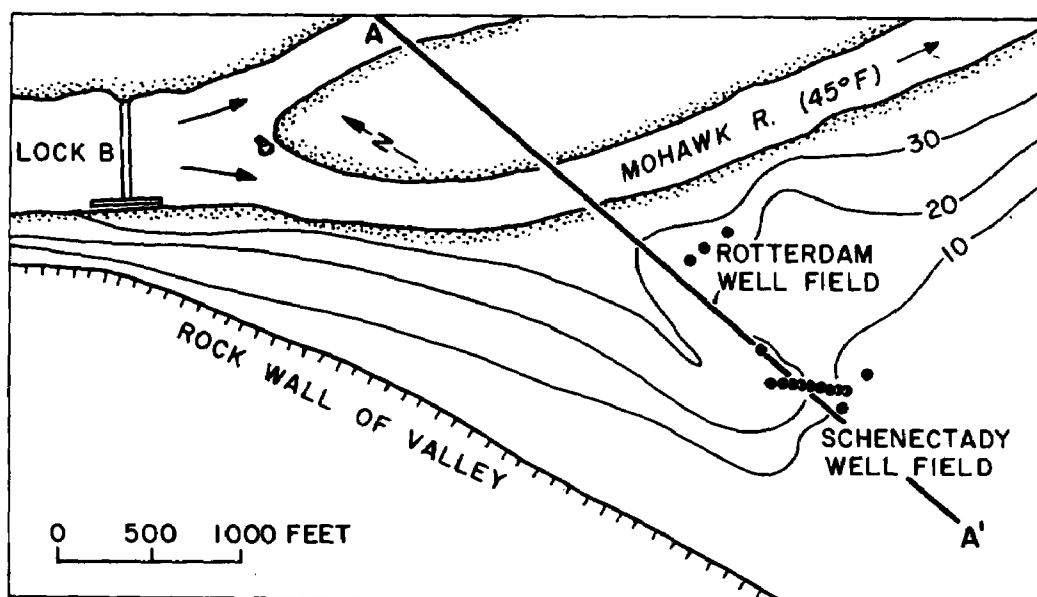 A
N
LOCK B
MOHAWK R. (45°F)
30
20
10
ROTTERDAM
WELL FIELD
ROCK WALL OF VALLEY
SCHENECTADY
WELL FIELD
A'
0 500 1000 FEET